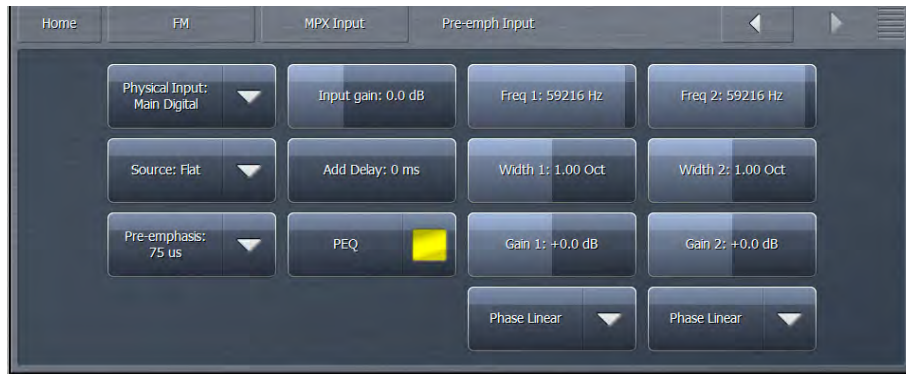 Home FM MPX Input Pre-emph Input
Physical Input:
Main Digital
Input gain: 0.0 dB
Freq 1: 59216 Hz
Freq 2: 59216 Hz
Source: Flat
Add Delay: 0 ms
Width 1: 1.00 Oct
Width 2: 1.00 Oct
Pre-emphasis:
75 us
PEQ
Gain 1: +0.0 dB
Gain 2: +0.0 dB
Phase Linear
Phase Linear